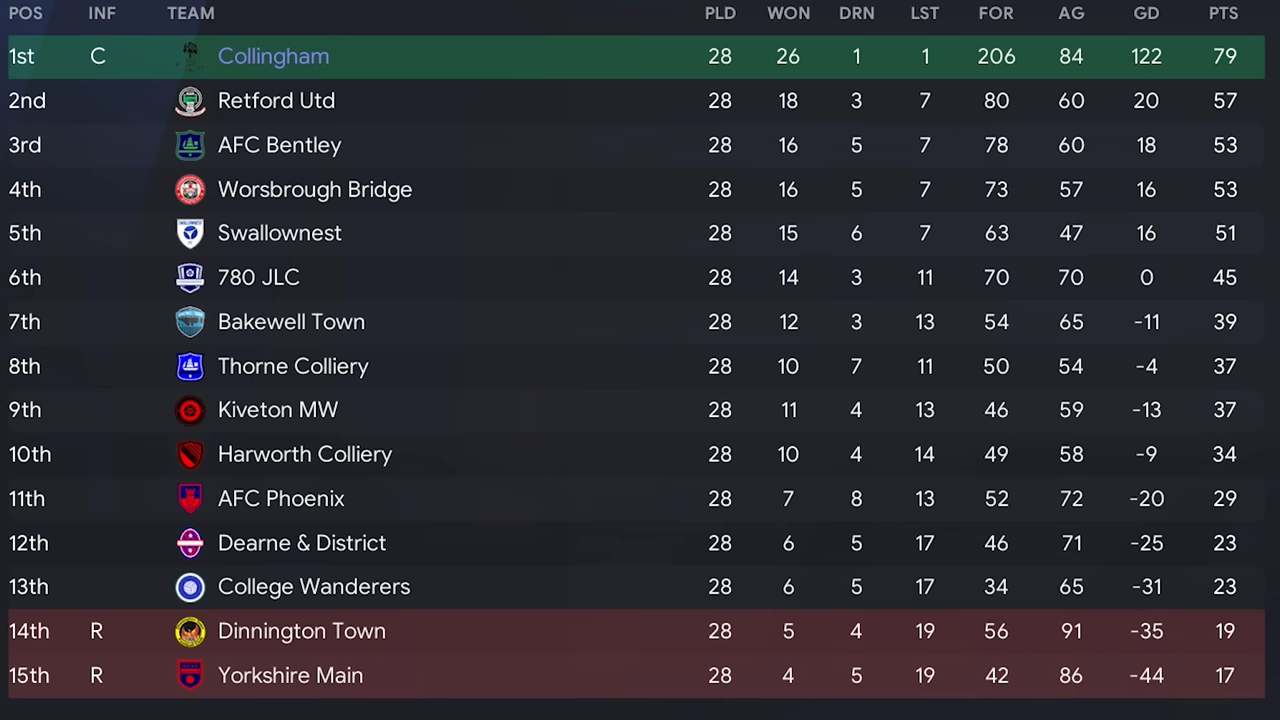 POS INF TEAM PLD WON DRN LST FOR AG GD PTS
1st C Collingham 28 26 1 1 206 84 122 79
2nd Retford Utd 28 18 3 7 80 60 20 57
3rd AFC Bentley 28 16 5 7 78 60 18 53
4th Worsbrough Bridge 28 16 5 7 73 57 16 53
5th Swallownest 28 15 6 7 63 47 16 51
6th 780 JLC 28 14 3 11 70 70 0 45
7th Bakewell Town 28 12 3 13 54 65 -11 39
8th Thorne Colliery 28 10 7 11 50 54 -4 37
9th Kiveton MW 28 11 4 13 46 59 -13 37
10th Harworth Colliery 28 10 4 14 49 58 -9 34
11th AFC Phoenix 28 7 8 13 52 72 -20 29
12th Dearne & District 28 6 5 17 46 71 -25 23
13th College Wanderers 28 6 5 17 34 65 -31 23
14th R Dinnington Town 28 5 4 19 56 91 -35 19
15th R Yorkshire Main 28 4 5 19 42 86 -44 17